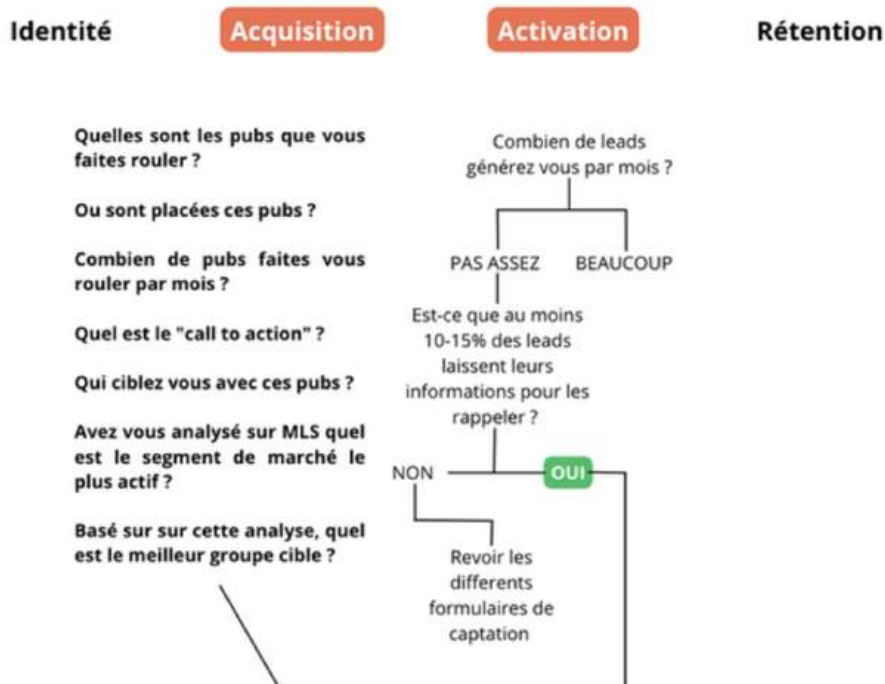 Identité
Acquisition
Activation
Rétention
Quelles sont les pubs que vous
faites rouler ?
Ou sont placées ces pubs ?
Combien de pubs faites vous
rouler par mois ?
Quel est le "call to action" ?
Qui ciblez vous avec ces pubs ?
Avez vous analysé sur MLS quel
est le segment de marché le
plus actif ?
Basé sur sur cette analyse, quel
est le meilleur groupe cible ?
Combien de leads
générez vous par mois ?
PAS ASSEZ
BEAUCOUP
Est-ce que au moins
10-15% des leads
laissent leurs
informations pour les
rappeler ?
NON
OUI
Revoir les
differents
formulaires de
captation